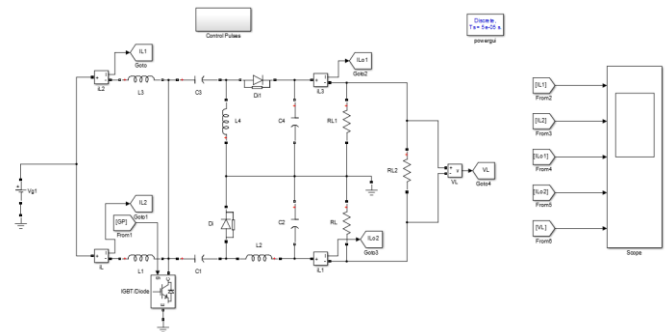 Control Pulses
Discrete,
Ts = 5e-05 s.
powergui
IL1
Goto
iL2
L3
C3
Di1
iL3
ILo1
Goto2
L4
C4
RL1
RL2
VL
VL
Goto4
Vg1
IL2
Goto1
[GP]
From1
Di
C2
RL
ILo2
Goto3
iL
L1
C1
L2
iL1
IGBT/Diode
[IL1]
From2
[IL2]
From3
[ILo1]
From4
[ILo2]
From5
[VL]
From6
Scope